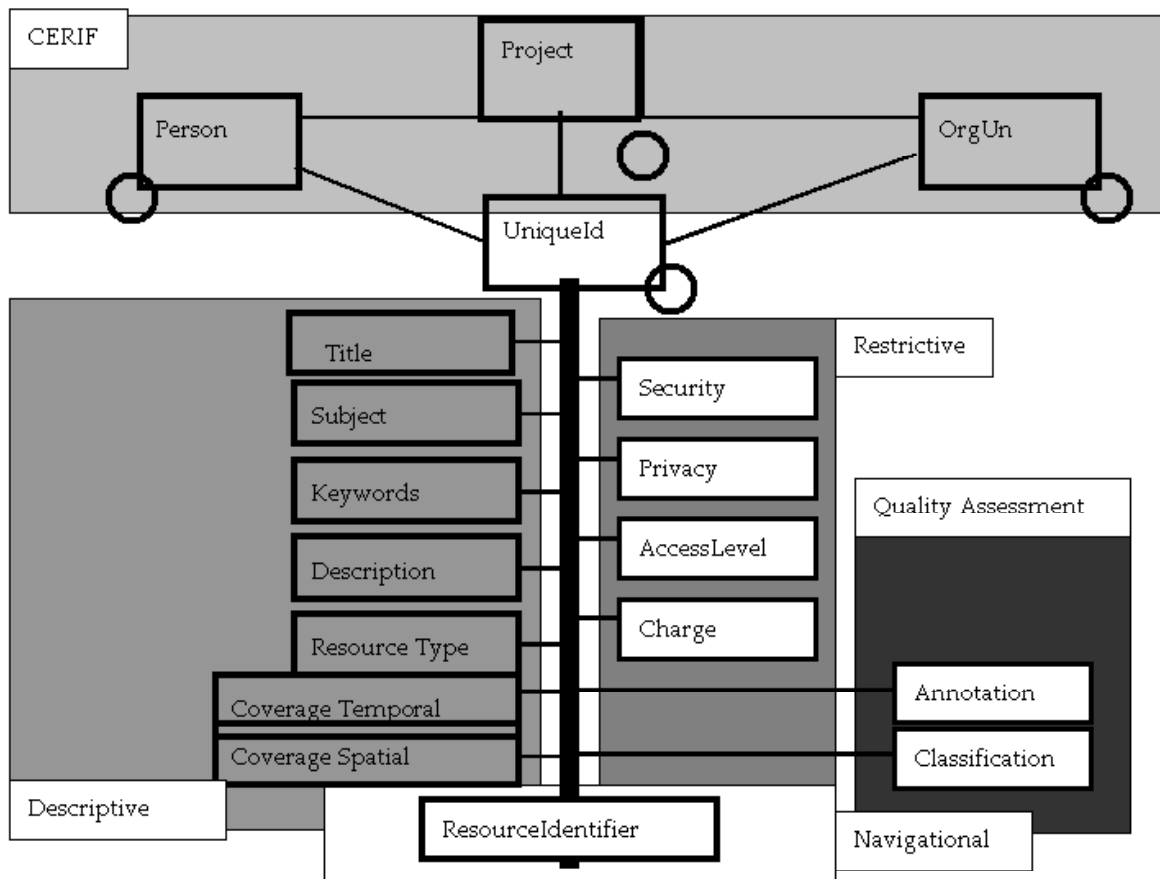 CERIF
Project
Person
OrgUn
UniqueId
Title
Restrictive
Security
Subject
Privacy
Keywords
Quality Assessment
AccessLevel
Description
Charge
Resource Type
Annotation
Coverage Temporal
Coverage Spatial
Classification
Descriptive
ResourceIdentifier
Navigational